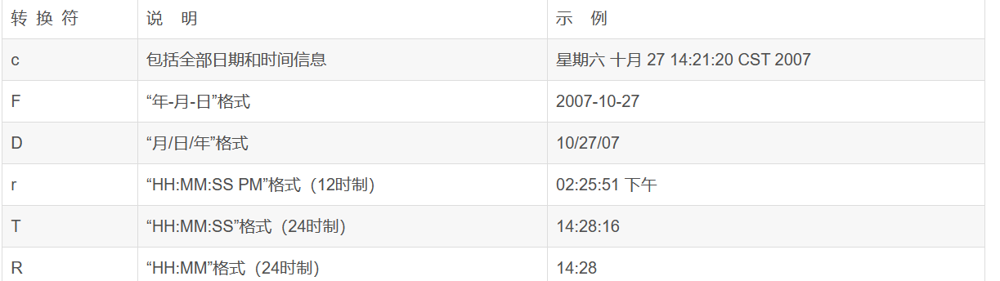 转 换 符 说 明 示 例
c 包括全部日期和时间信息 星期六 十月 27 14:21:20 CST 2007
F “年-月-日”格式 2007-10-27
D “月/日/年”格式 10/27/07
r “HH:MM:SS PM”格式（12时制） 02:25:51 下午
T “HH:MM:SS”格式（24时制） 14:28:16
R “HH:MM”格式（24时制） 14:28